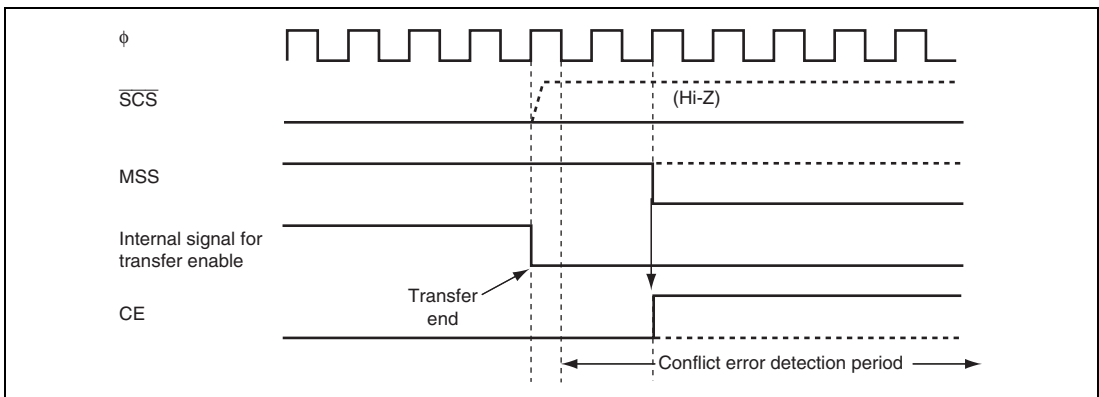 ϕ
SCS
(Hi-Z)
MSS
Internal signal for
transfer enable
Transfer
end
CE
Conflict error detection period